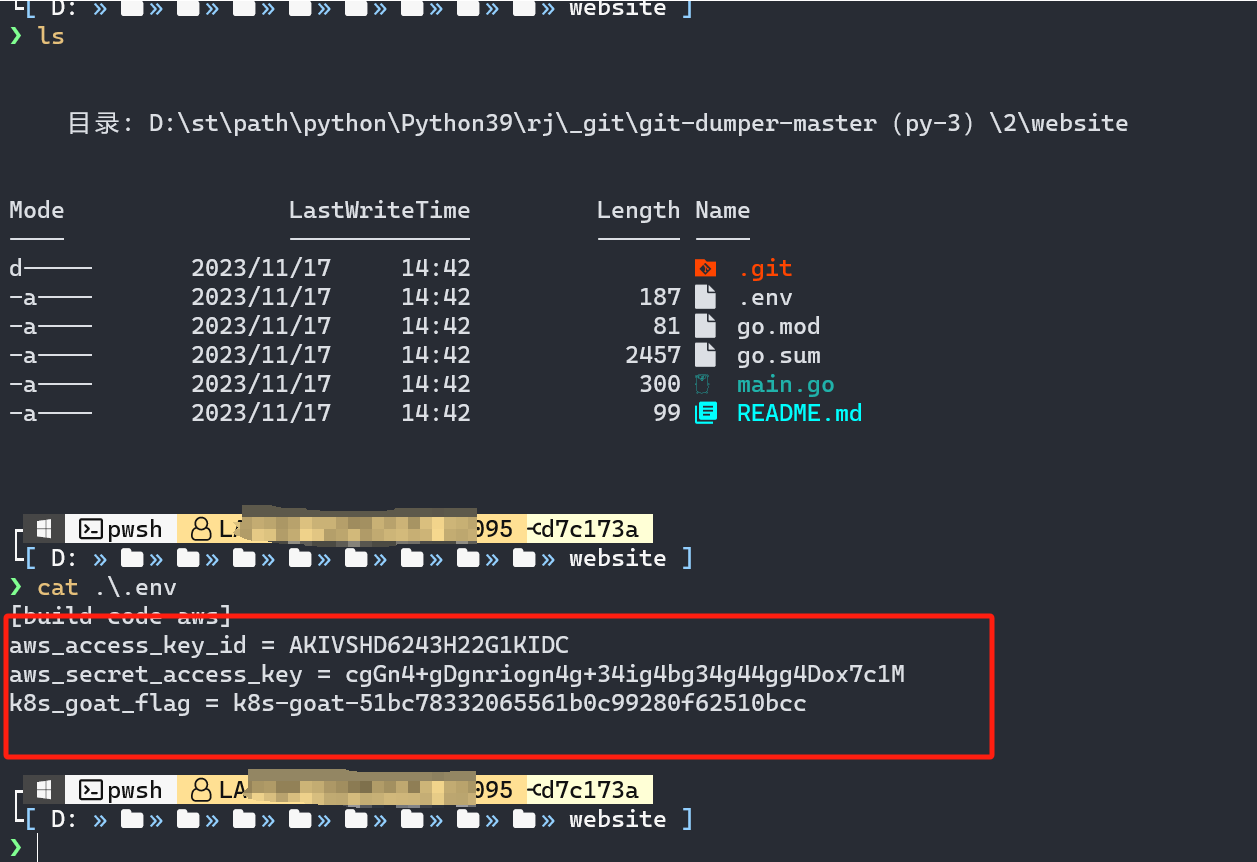 [ D: » » » » » » » » » website ]
❯ ls
目录: D:\st\path\python\Python39\rj\_git\git-dumper-master (py-3) \2\website
Mode LastWriteTime Length Name
d----- 2023/11/17 14:42 .git
-a---- 2023/11/17 14:42 187 .env
-a---- 2023/11/17 14:42 81 go.mod
-a---- 2023/11/17 14:42 2457 go.sum
-a---- 2023/11/17 14:42 300 main.go
-a---- 2023/11/17 14:42 99 README.md
pwsh 095 d7c173a
[ D: » » » » » » » » » website ]
❯ cat .\.env
[build code aws]
aws_access_key_id = AKIVSHD6243H22G1KIDC
aws_secret_access_key = cgGn4+gDgnriogn4g+34ig4bg34g44gg4Dox7c1M
k8s_goat_flag = k8s-goat-51bc78332065561b0c99280f62510bcc
pwsh LA 095 d7c173a
[ D: » » » » » » » » » website ]
❯